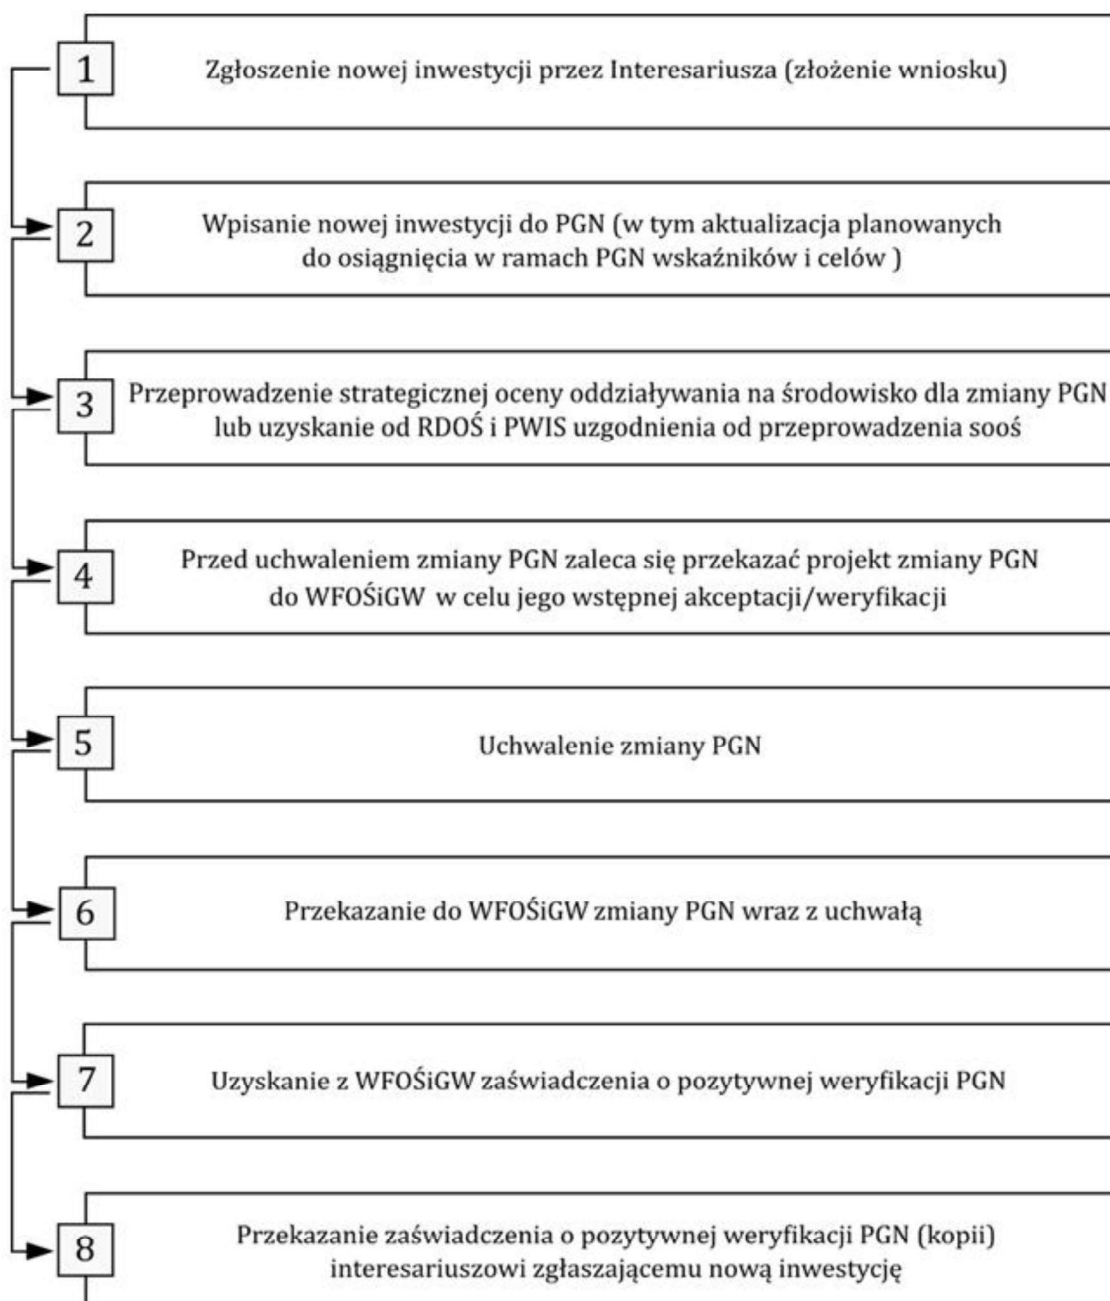 1
Zgłoszenie nowej inwestycji przez Interesariusza (złożenie wniosku)
2
Wpisanie nowej inwestycji do PGN (w tym aktualizacja planowanych
do osiągnięcia w ramach PGN wskaźników i celów )
3
Przeprowadzenie strategicznej oceny oddziaływania na środowisko dla zmiany PGN
lub uzyskanie od RDOŚ i PWIS uzgodnienia od przeprowadzenia sooś
4
Przed uchwaleniem zmiany PGN zaleca się przekazać projekt zmiany PGN
do WFOŚiGW w celu jego wstępnej akceptacji/weryfikacji
5
Uchwalenie zmiany PGN
6
Przekazanie do WFOŚiGW zmiany PGN wraz z uchwałą
7
Uzyskanie z WFOŚiGW zaświadczenia o pozytywnej weryfikacji PGN
8
Przekazanie zaświadczenia o pozytywnej weryfikacji PGN (kopii)
interesariuszowi zgłaszającemu nową inwestycję